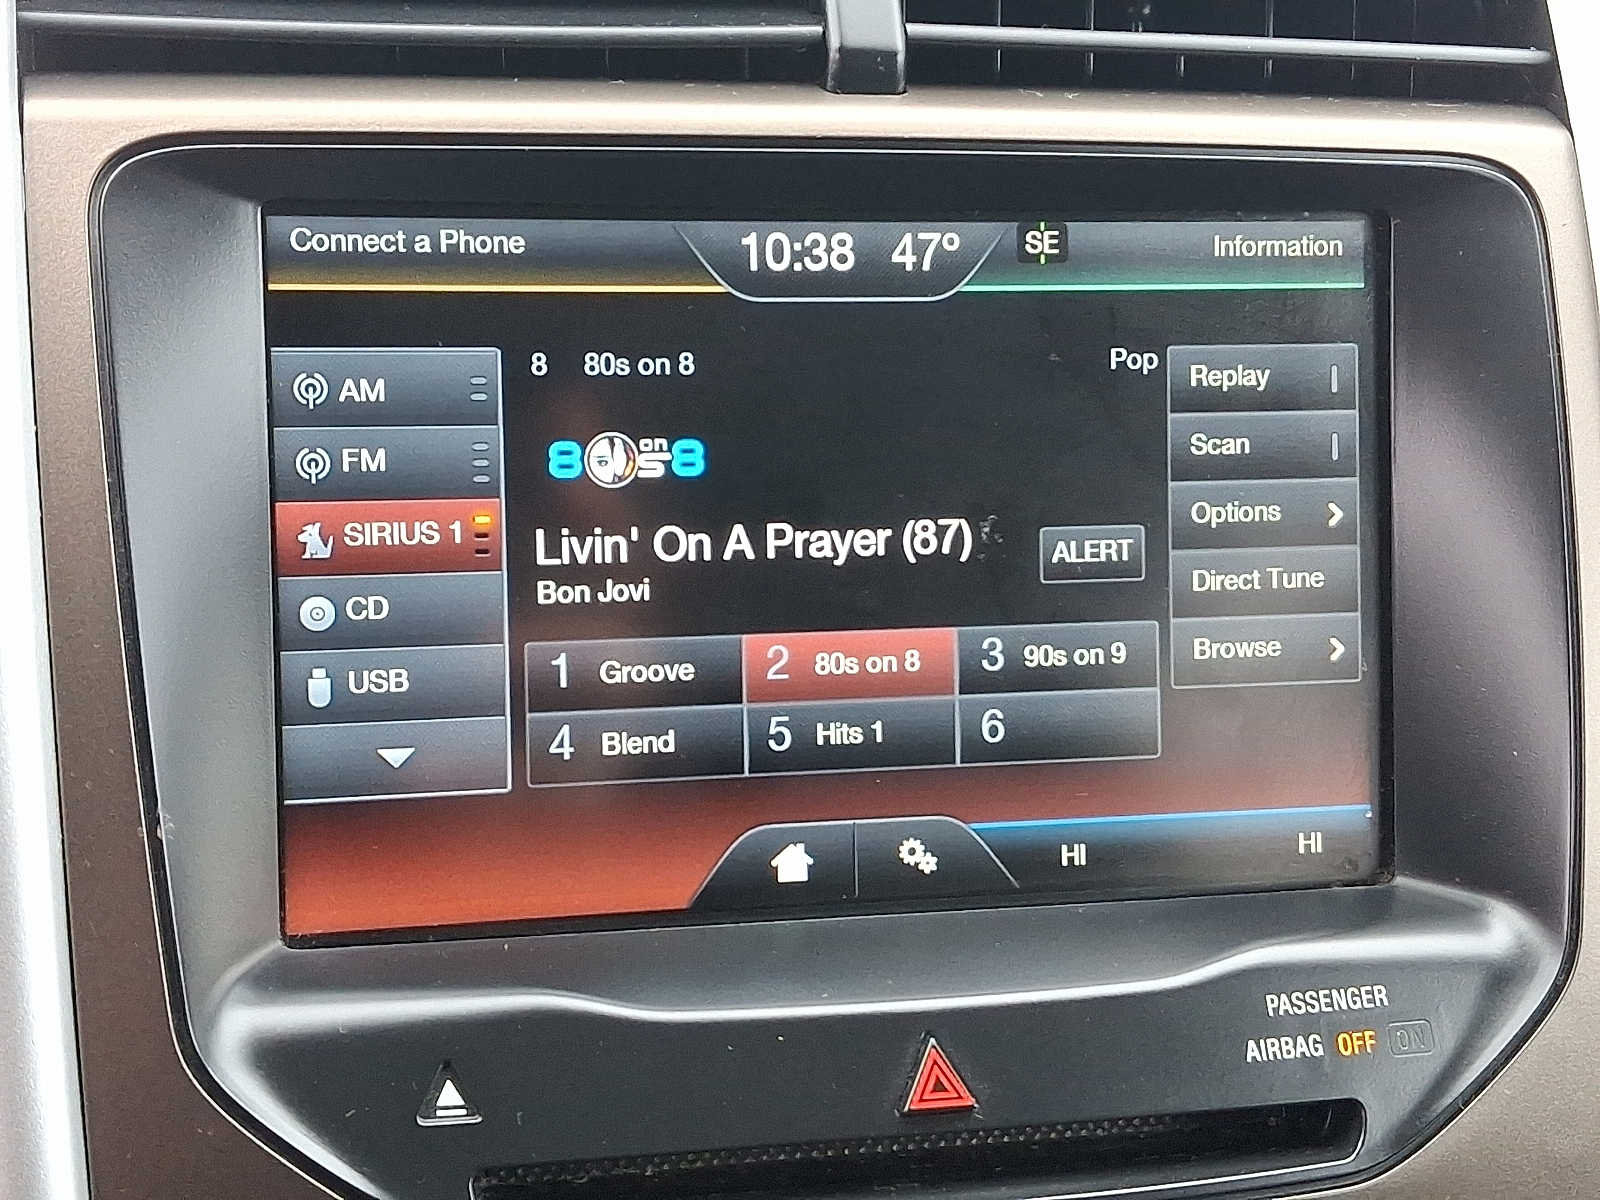 Connect a Phone
10:38 47º
SE
Information
AM
FM
SIRIUS 1
CD
USB
8 80s on 8
Pop
8 on s 8
Livin' On A Prayer (87)
Bon Jovi
ALERT
1 Groove
2 80s on 8
3 90s on 9
4 Blend
5 Hits 1
6
Replay
Scan
Options
Direct Tune
Browse
HI
HI
PASSENGER
AIRBAG OFF ON